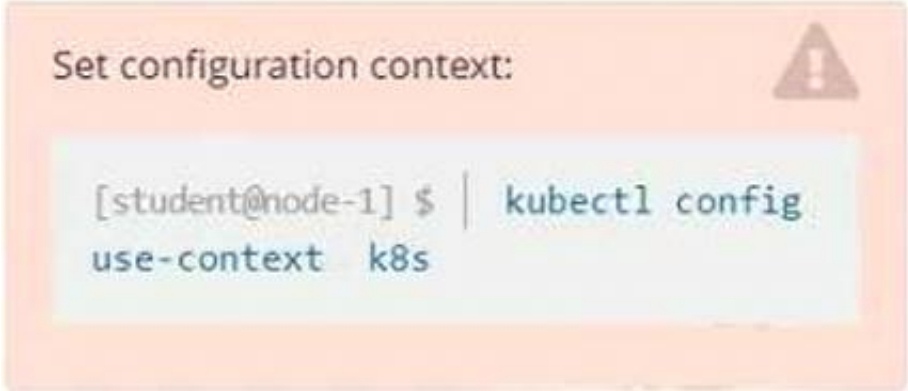 Set configuration context:
[student@node-1] $ | kubectl config
use-context k8s